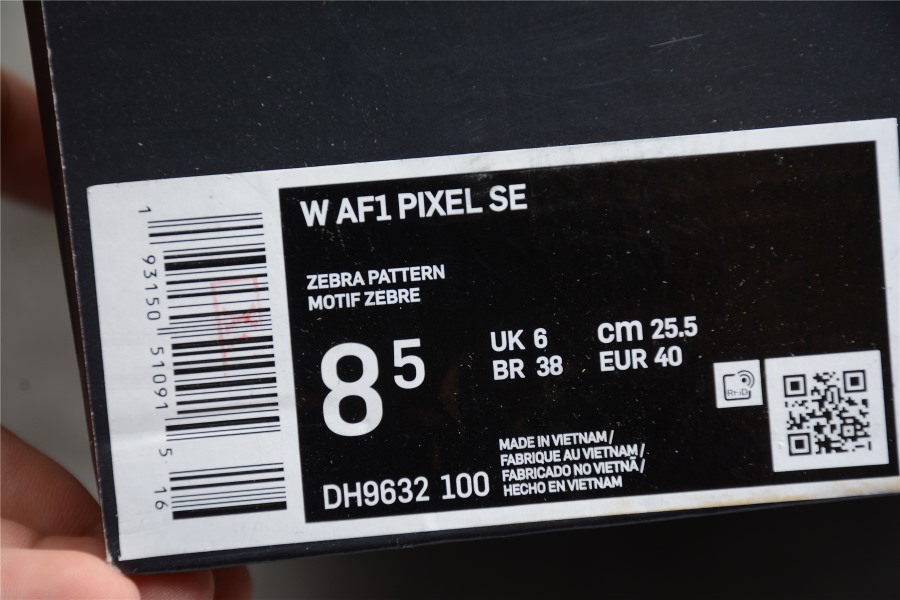 W AF1 PIXEL SE
ZEBRA PATTERN
MOTIF ZEBRE
8 5
UK 6
BR 38
cm 25.5
EUR 40
RFID
DH9632 100
MADE IN VIETNAM /
FABRIQUE AU VIETNAM /
FABRICADO NO VIETNÃ /
HECHO EN VIETNAM
1 93150 51091 5 16